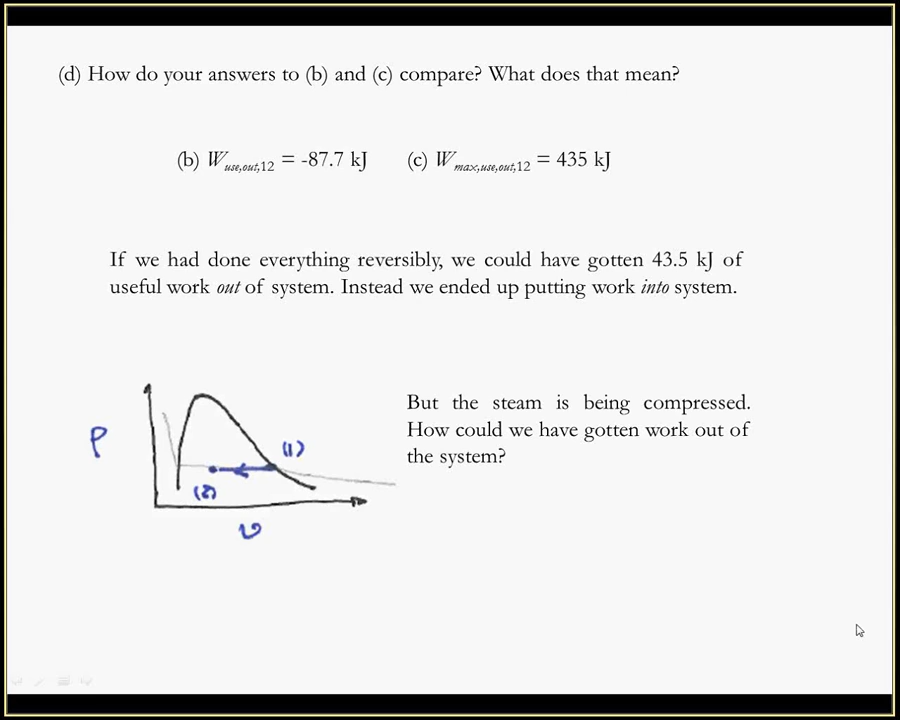 (d) How do your answers to (b) and (c) compare? What does that mean?
(b) Wuse,out,12 = -87.7 kJ (c) Wmax,use,out,12 = 435 kJ
If we had done everything reversibly, we could have gotten 43.5 kJ of
useful work out of system. Instead we ended up putting work into system.
But the steam is being compressed.
How could we have gotten work out of
the system?
P
(1)
(2)
v